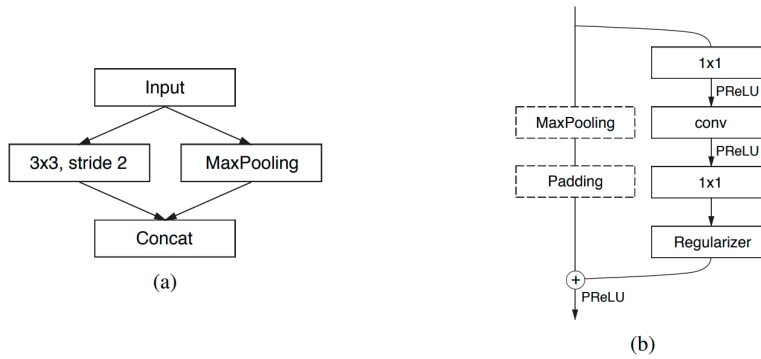 Input
3x3, stride 2
MaxPooling
Concat
(a)
1x1
PReLU
MaxPooling
conv
PReLU
Padding
1x1
Regularizer
+
PReLU
(b)